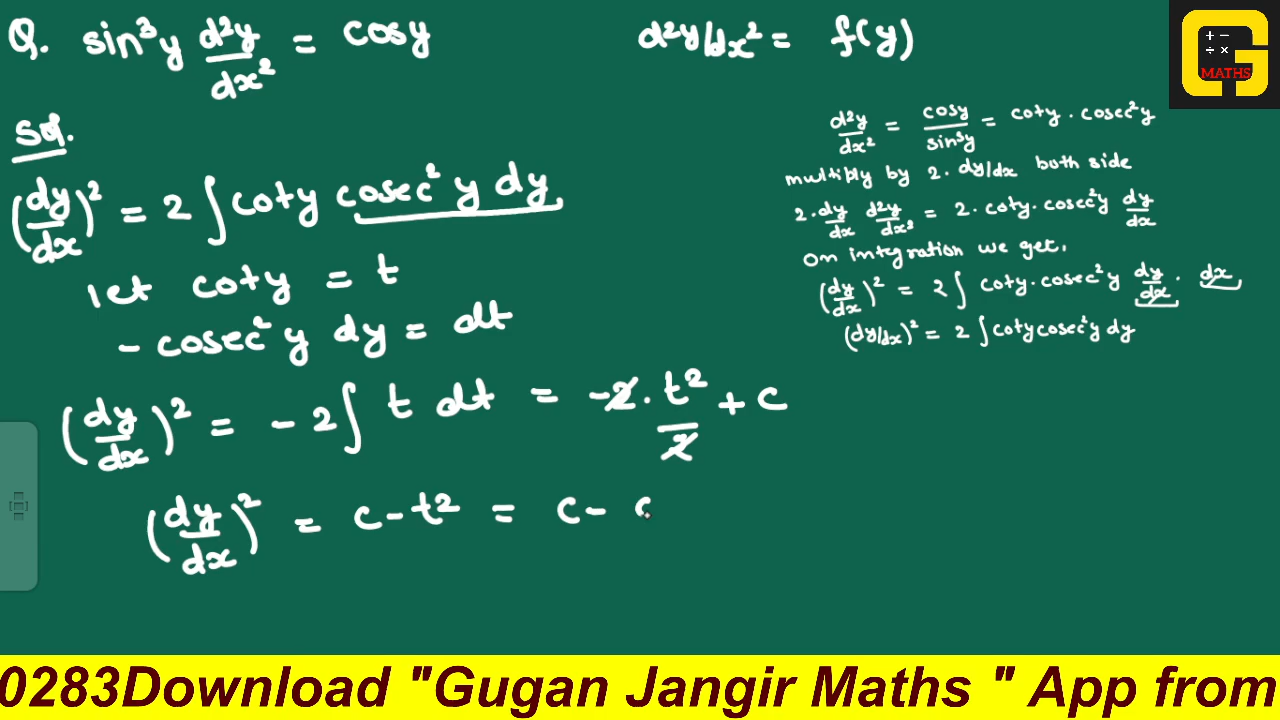 Q. sin³y d²y/dx² = cosy
d²y/dx² = f(y)
+ −
÷ ×
G
MATHS
Sol.
(dy/dx)² = 2 ∫ coty cosec² y dy
let coty = t
- cosec² y dy = dt
(dy/dx)² = - 2 ∫ t dt = -2. t²/2 + c
(dy/dx)² = c - t² = c - c
d²y/dx² = cosy/sin³y = coty . cosec²y
multiply by 2. dy/dx both side
2. dy/dx d²y/dx² = 2. coty. cosec²y dy/dx
On integration we get,
(dy/dx)² = 2 ∫ coty. cosec²y dy/dx . dx
(dy/dx)² = 2 ∫ coty cosec²y dy
0283Download "Gugan Jangir Maths " App from